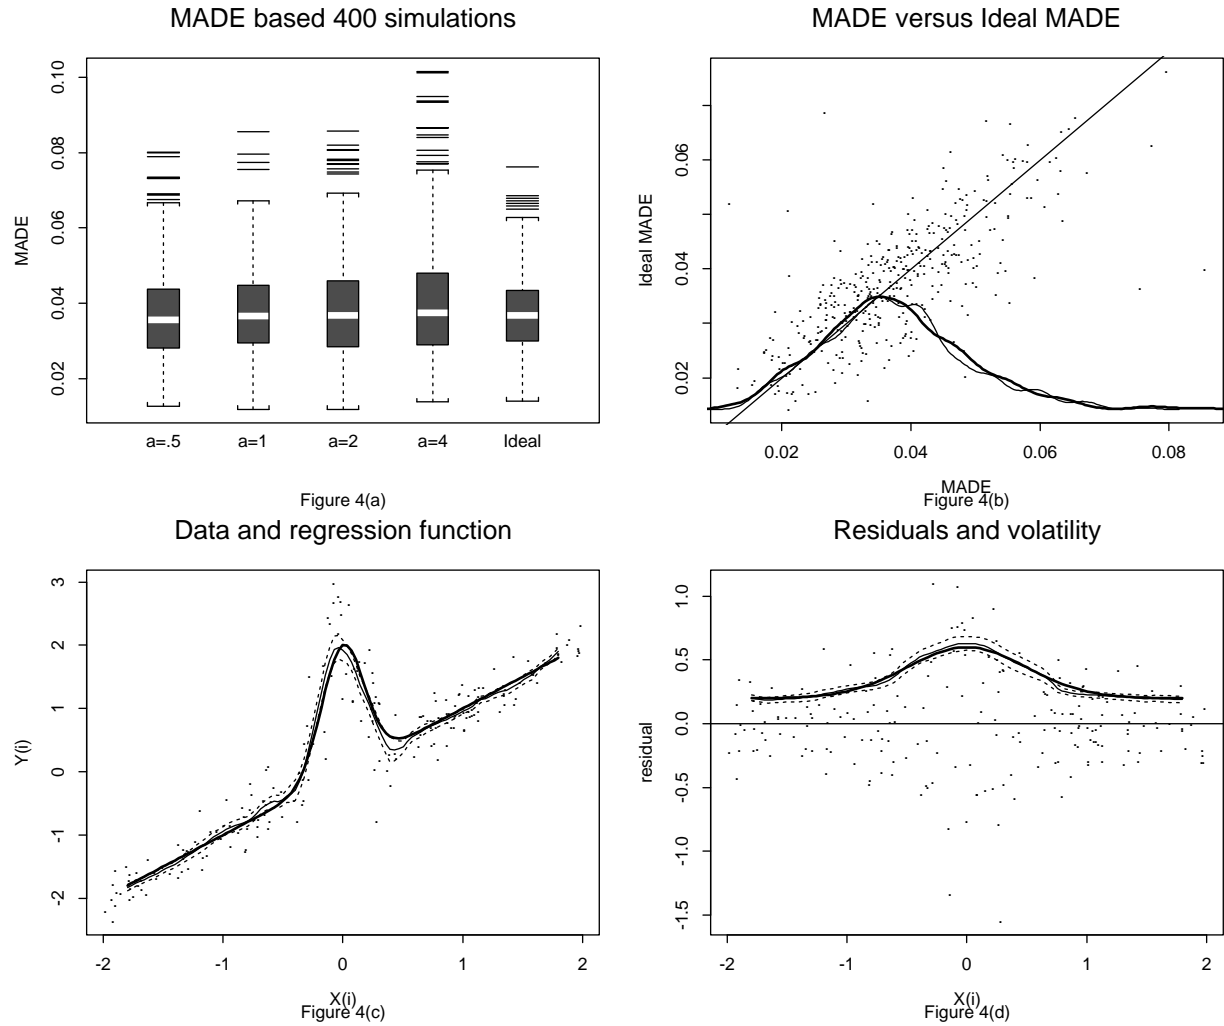 MADE based 400 simulations
MADE
0.02 0.04 0.06 0.08 0.10
a=.5 a=1 a=2 a=4 Ideal
Figure 4(a)
MADE versus Ideal MADE
Ideal MADE
0.02 0.04 0.06
0.02 0.04 0.06 0.08
MADE
Figure 4(b)
Data and regression function
Y(i)
-2 -1 0 1 2 3
-2 -1 0 1 2
X(i)
Figure 4(c)
Residuals and volatility
residual
-1.5 -1.0 -0.5 0.0 0.5 1.0
-2 -1 0 1 2
X(i)
Figure 4(d)